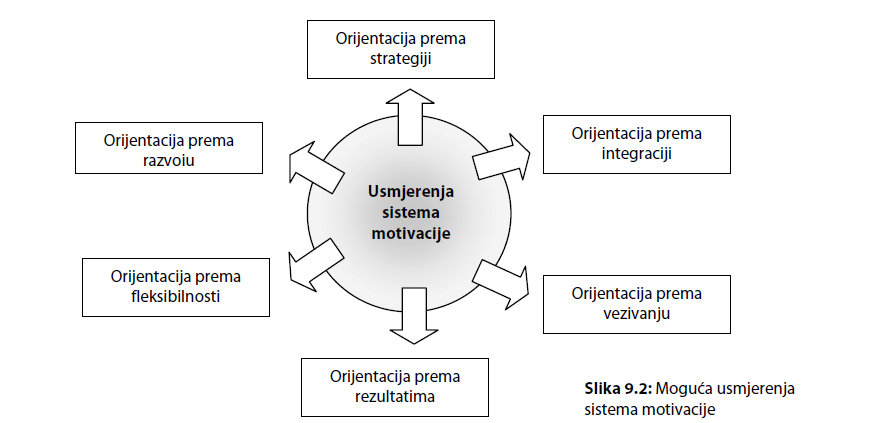 Orijentacija prema
strategiji
Orijentacija prema
razvoiu
Orijentacija prema
integraciji
Usmjerenja
sistema
motivacije
Orijentacija prema
fleksibilnosti
Orijentacija prema
vezivanju
Orijentacija prema
rezultatima
Slika 9.2: Moguća usmjerenja
sistema motivacije